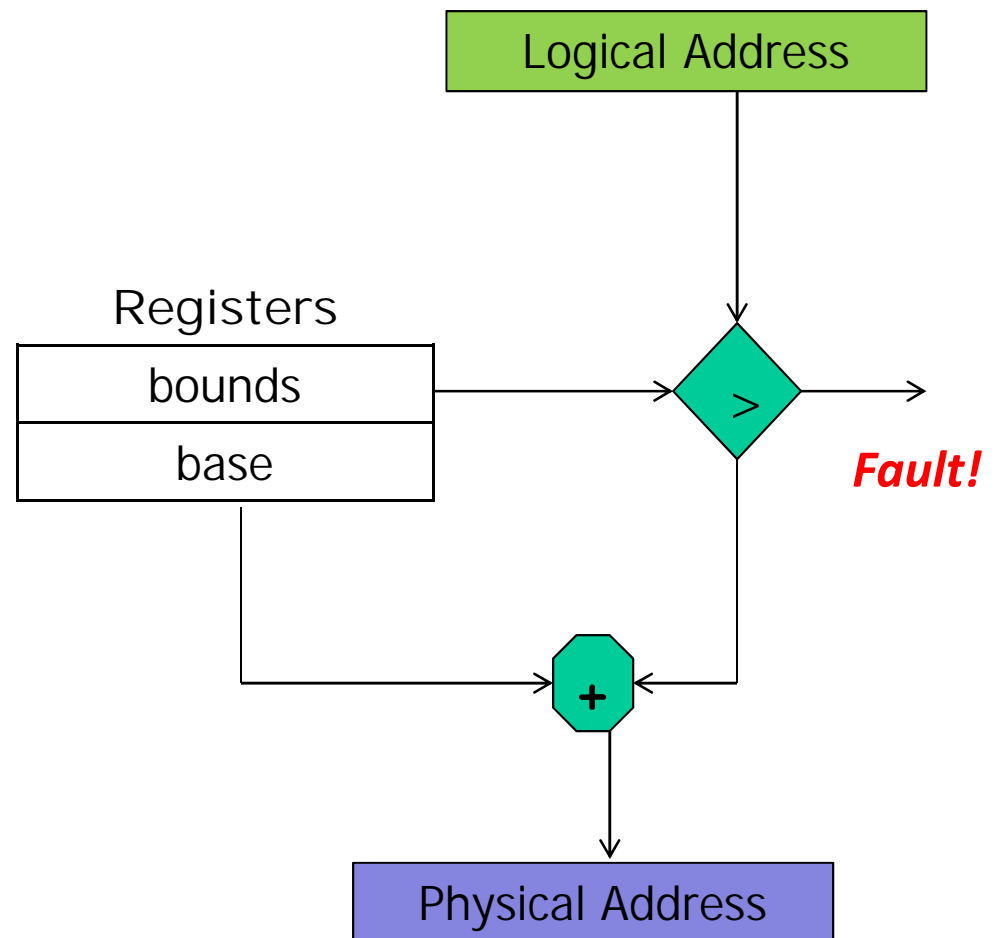 Logical Address
Registers
bounds
>
base
Fault!
+
Physical Address